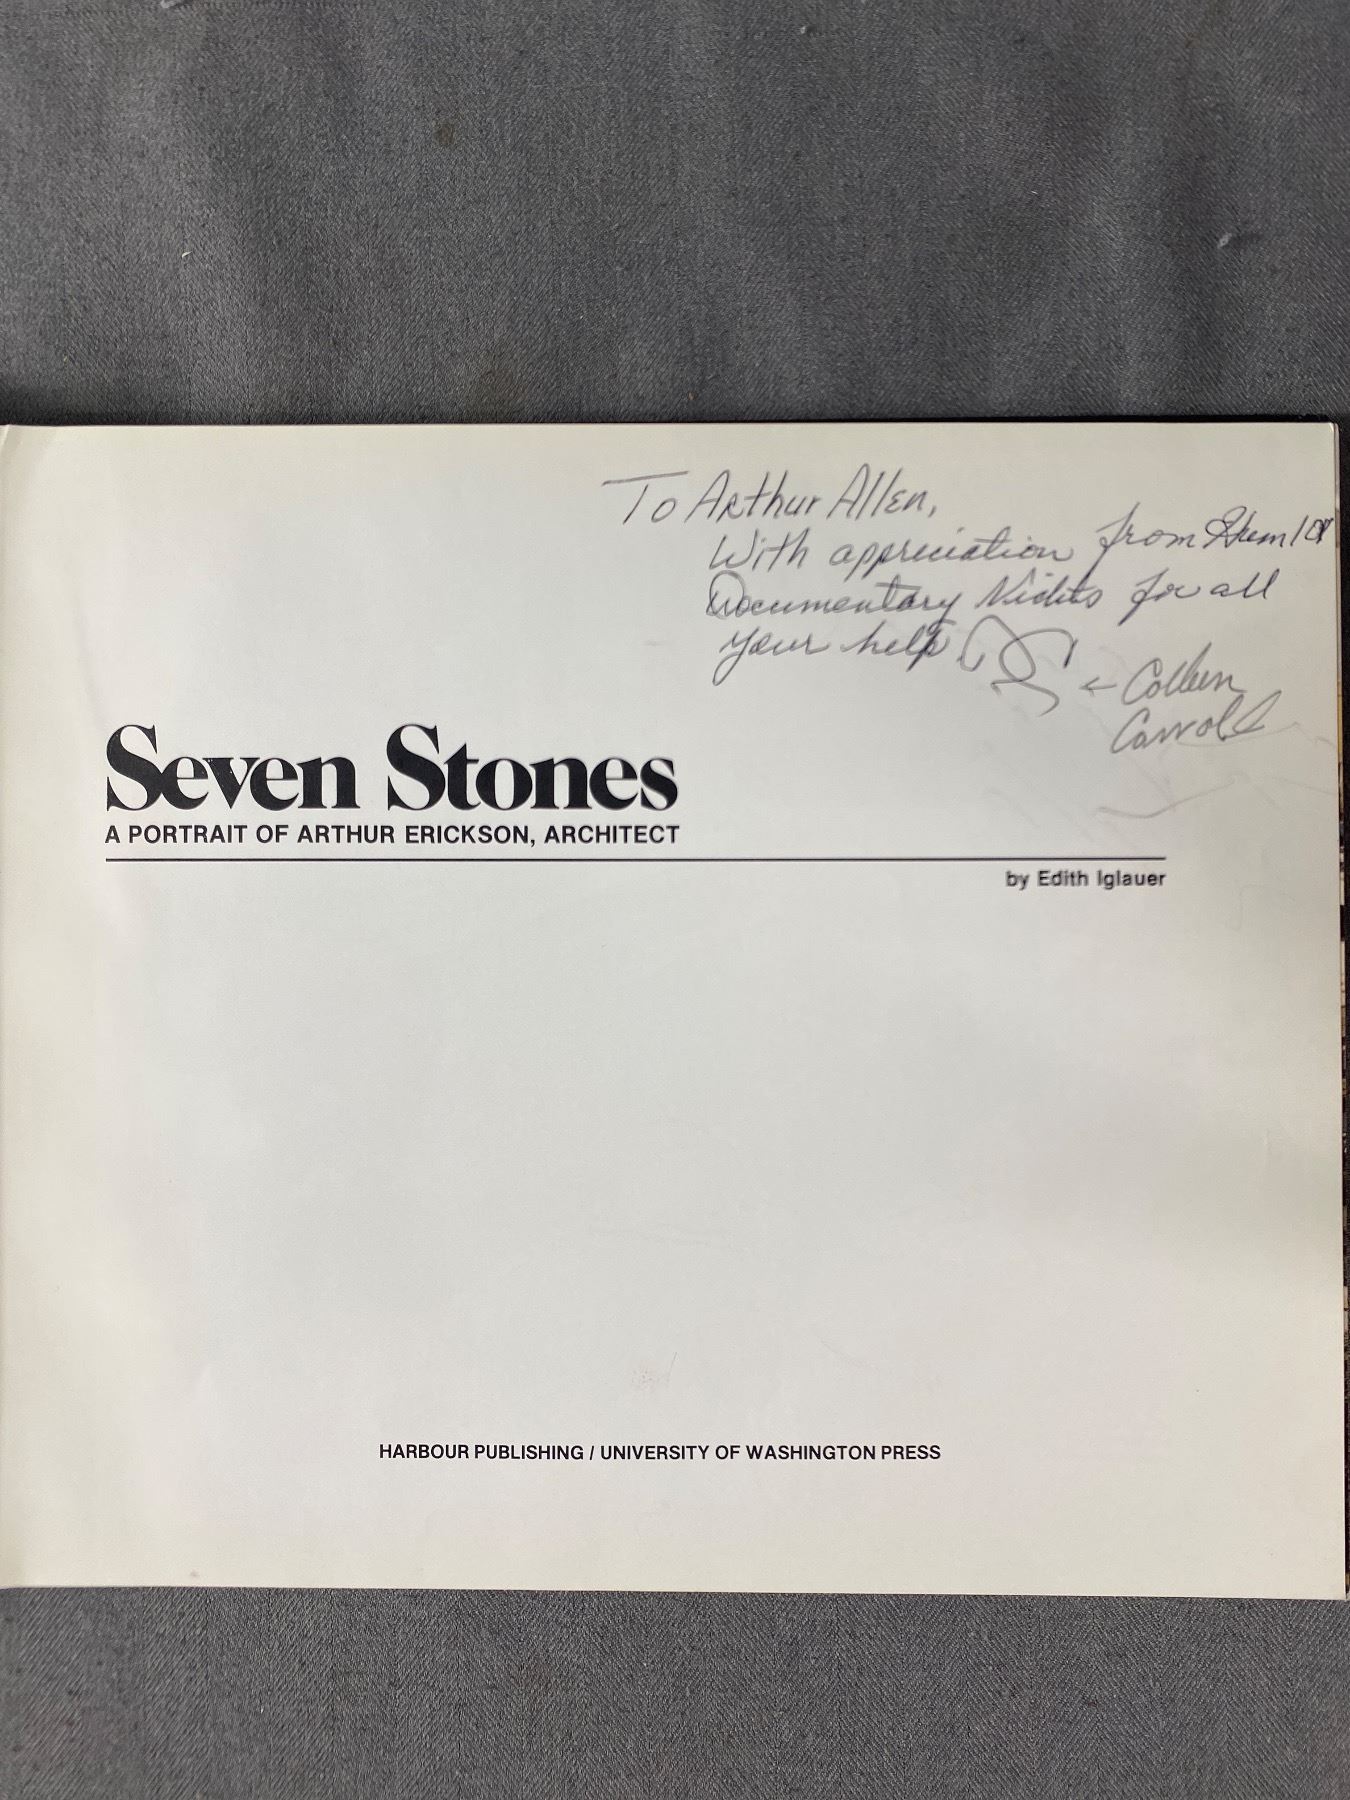 To Arthur Allen,
With appreciation from
Documentary Videos for all
your help
← Colleen
Carroll
Seven Stones
A PORTRAIT OF ARTHUR ERICKSON, ARCHITECT
by Edith Iglauer
HARBOUR PUBLISHING / UNIVERSITY OF WASHINGTON PRESS